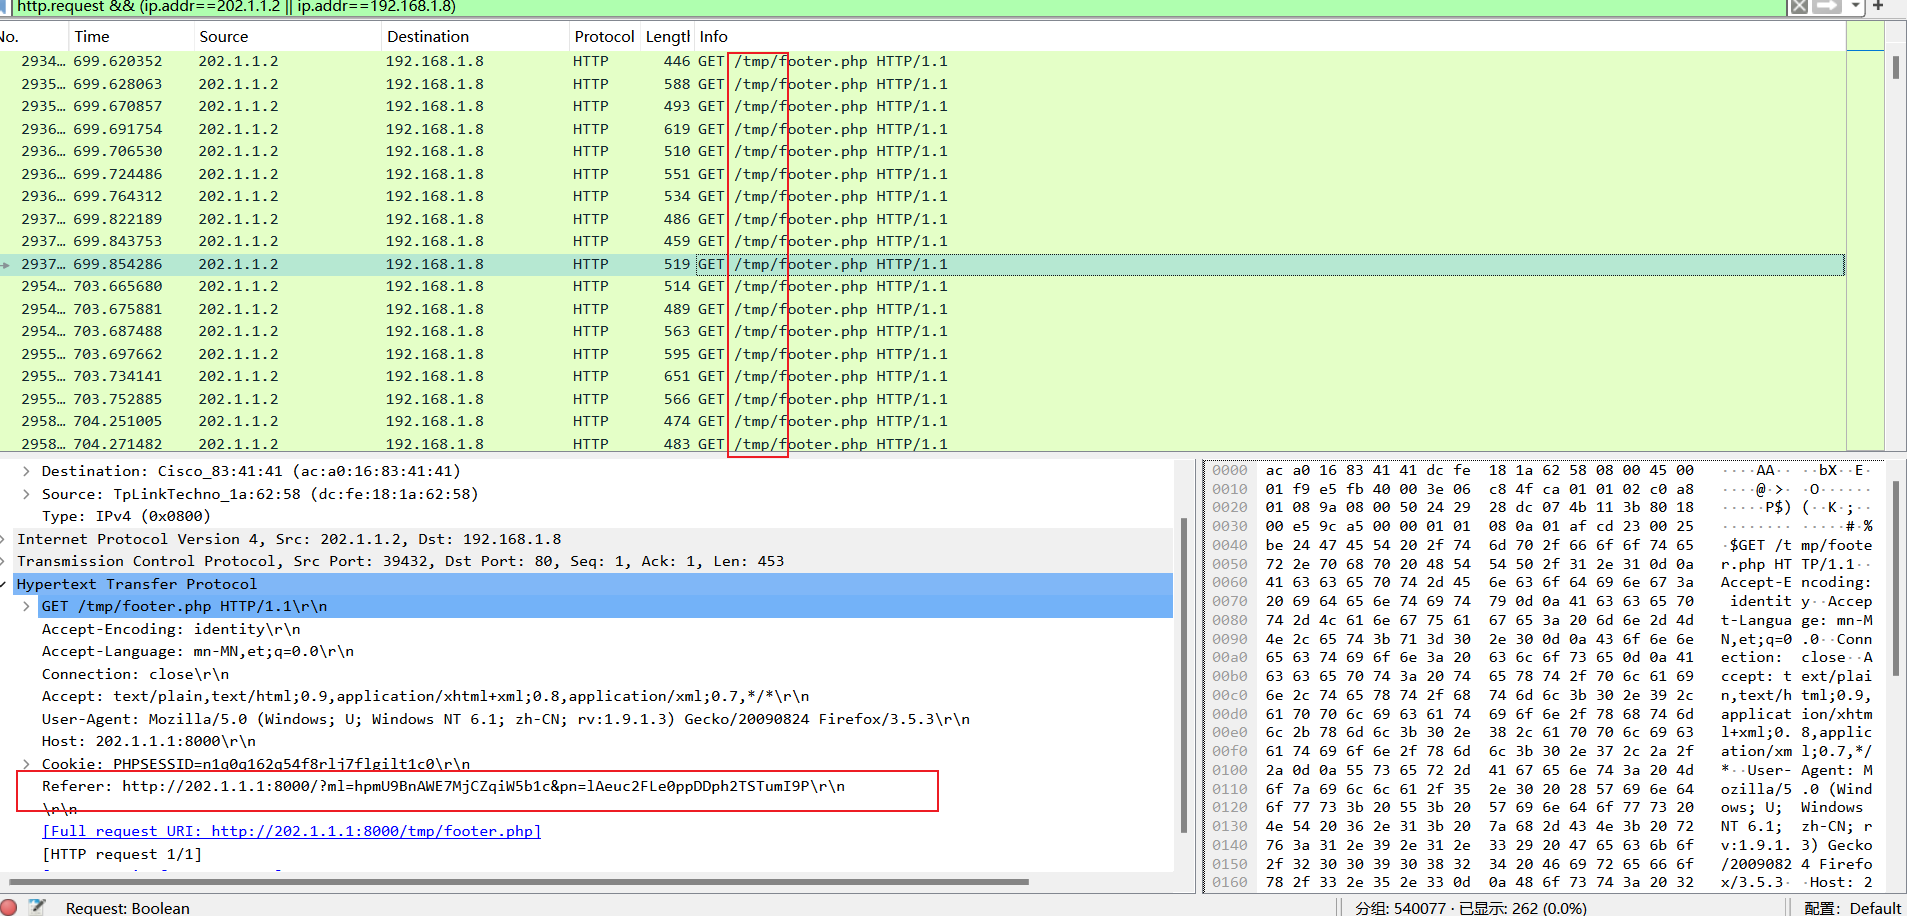 http.request && (ip.addr==202.1.1.2 || ip.addr==192.168.1.8)
No. Time Source Destination Protocol Length Info
2934… 699.620352 202.1.1.2 192.168.1.8 HTTP 446 GET /tmp/footer.php HTTP/1.1
2935… 699.628063 202.1.1.2 192.168.1.8 HTTP 588 GET /tmp/footer.php HTTP/1.1
2935… 699.670857 202.1.1.2 192.168.1.8 HTTP 493 GET /tmp/footer.php HTTP/1.1
2936… 699.691754 202.1.1.2 192.168.1.8 HTTP 619 GET /tmp/footer.php HTTP/1.1
2936… 699.706530 202.1.1.2 192.168.1.8 HTTP 510 GET /tmp/footer.php HTTP/1.1
2936… 699.724486 202.1.1.2 192.168.1.8 HTTP 551 GET /tmp/footer.php HTTP/1.1
2936… 699.764312 202.1.1.2 192.168.1.8 HTTP 534 GET /tmp/footer.php HTTP/1.1
2937… 699.822189 202.1.1.2 192.168.1.8 HTTP 486 GET /tmp/footer.php HTTP/1.1
2937… 699.843753 202.1.1.2 192.168.1.8 HTTP 459 GET /tmp/footer.php HTTP/1.1
2937… 699.854286 202.1.1.2 192.168.1.8 HTTP 519 GET /tmp/footer.php HTTP/1.1
2954… 703.665680 202.1.1.2 192.168.1.8 HTTP 514 GET /tmp/footer.php HTTP/1.1
2954… 703.675881 202.1.1.2 192.168.1.8 HTTP 489 GET /tmp/footer.php HTTP/1.1
2954… 703.687488 202.1.1.2 192.168.1.8 HTTP 563 GET /tmp/footer.php HTTP/1.1
2955… 703.697662 202.1.1.2 192.168.1.8 HTTP 595 GET /tmp/footer.php HTTP/1.1
2955… 703.734141 202.1.1.2 192.168.1.8 HTTP 651 GET /tmp/footer.php HTTP/1.1
2955… 703.752885 202.1.1.2 192.168.1.8 HTTP 566 GET /tmp/footer.php HTTP/1.1
2958… 704.251005 202.1.1.2 192.168.1.8 HTTP 474 GET /tmp/footer.php HTTP/1.1
2958… 704.271482 202.1.1.2 192.168.1.8 HTTP 483 GET /tmp/footer.php HTTP/1.1
Destination: Cisco_83:41:41 (ac:a0:16:83:41:41)
Source: TpLinkTechno_1a:62:58 (dc:fe:18:1a:62:58)
Type: IPv4 (0x0800)
Internet Protocol Version 4, Src: 202.1.1.2, Dst: 192.168.1.8
Transmission Control Protocol, Src Port: 39432, Dst Port: 80, Seq: 1, Ack: 1, Len: 453
Hypertext Transfer Protocol
GET /tmp/footer.php HTTP/1.1\r\n
Accept-Encoding: identity\r\n
Accept-Language: mn-MN,et;q=0.0\r\n
Connection: close\r\n
Accept: text/plain,text/html;0.9,application/xhtml+xml;0.8,application/xml;0.7,*/*\r\n
User-Agent: Mozilla/5.0 (Windows; U; Windows NT 6.1; zh-CN; rv:1.9.1.3) Gecko/20090824 Firefox/3.5.3\r\n
Host: 202.1.1.1:8000\r\n
Cookie: PHPSESSID=n1q0q162q54f8rlj7flgilt1c0\r\n
Referer: http://202.1.1.1:8000/?ml=hpmU9BnAWE7MjCZqiW5b1c&pn=lAeuc2FLe0ppDDph2TSTumI9P\r\n
\r\n
[Full request URI: http://202.1.1.1:8000/tmp/footer.php]
[HTTP request 1/1]
0000 ac a0 16 83 41 41 dc fe 18 1a 62 58 08 00 45 00 ····AA·· ··bX··E·
0010 01 f9 e5 fb 40 00 3e 06 c8 4f ca 01 01 02 c0 a8 ····@·>· ·O······
0020 01 08 9a 08 00 50 24 29 28 dc 07 4b 11 3b 80 18 ·····P$) (··K·;··
0030 00 e5 9c a5 00 00 01 01 08 0a 01 af cd 23 00 25 ········ ·····#·%
0040 be 24 47 45 54 20 2f 74 6d 70 2f 66 6f 6f 74 65 ·$GET /t mp/foote
0050 72 2e 70 68 70 20 48 54 54 50 2f 31 2e 31 0d 0a r.php HT TP/1.1··
0060 41 63 63 65 70 74 2d 45 6e 63 6f 64 69 6e 67 3a Accept-E ncoding:
0070 20 69 64 65 6e 74 69 74 79 0d 0a 41 63 63 65 70 identit y··Accep
0080 74 2d 4c 61 6e 67 75 61 67 65 3a 20 6d 6e 2d 4d t-Langua ge: mn-M
0090 4e 2c 65 74 3b 71 3d 30 2e 30 0d 0a 43 6f 6e 6e N,et;q=0 .0··Conn
00a0 65 63 74 69 6f 6e 3a 20 63 6c 6f 73 65 0d 0a 41 ection: close··A
00b0 63 63 65 70 74 3a 20 74 65 78 74 2f 70 6c 61 69 ccept: t ext/plai
00c0 6e 2c 74 65 78 74 2f 68 74 6d 6c 3b 30 2e 39 2c n,text/h tml;0.9,
00d0 61 70 70 6c 69 63 61 74 69 6f 6e 2f 78 68 74 6d applicat ion/xhtm
00e0 6c 2b 78 6d 6c 3b 30 2e 38 2c 61 70 70 6c 69 63 l+xml;0. 8,applic
00f0 61 74 69 6f 6e 2f 78 6d 6c 3b 30 2e 37 2c 2a 2f ation/xm l;0.7,*/
0100 2a 0d 0a 55 73 65 72 2d 41 67 65 6e 74 3a 20 4d *··User- Agent: M
0110 6f 7a 69 6c 6c 61 2f 35 2e 30 20 28 57 69 6e 64 ozilla/5 .0 (Wind
0120 6f 77 73 3b 20 55 3b 20 57 69 6e 64 6f 77 73 20 ows; U; Windows
0130 4e 54 20 36 2e 31 3b 20 7a 68 2d 43 4e 3b 20 72 NT 6.1; zh-CN; r
0140 76 3a 31 2e 39 2e 31 2e 33 29 20 47 65 63 6b 6f v:1.9.1. 3) Gecko
0150 2f 32 30 30 39 30 38 32 34 20 46 69 72 65 66 6f /2009082 4 Firefo
0160 78 2f 33 2e 35 2e 33 0d 0a 48 6f 73 74 3a 20 32 x/3.5.3· ·Host: 2
Request: Boolean 分组: 540077 · 已显示: 262 (0.0%) 配置: Default